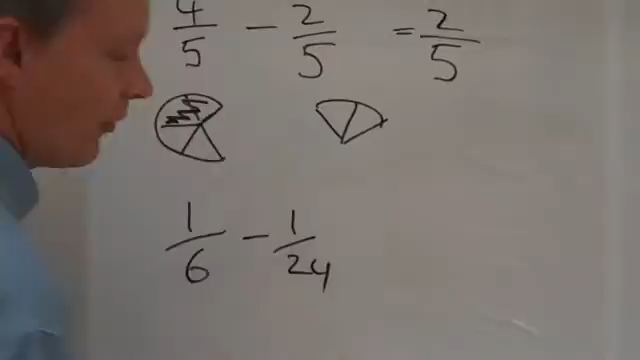 4/5 - 2/5 = 2/5
1/6 - 1/24